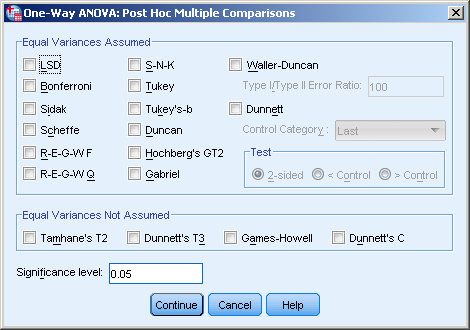 One-Way ANOVA: Post Hoc Multiple Comparisons
Equal Variances Assumed
LSD
S-N-K
Waller-Duncan
Bonferroni
Tukey
Type I/Type II Error Ratio: 100
Sidak
Tukey's-b
Dunnett
Scheffe
Duncan
Control Category : Last
R-E-G-W F
Hochberg's GT2
Test
R-E-G-W Q
Gabriel
2-sided
< Control
> Control
Equal Variances Not Assumed
Tamhane's T2
Dunnett's T3
Games-Howell
Dunnett's C
Significance level: 0.05
Continue
Cancel
Help